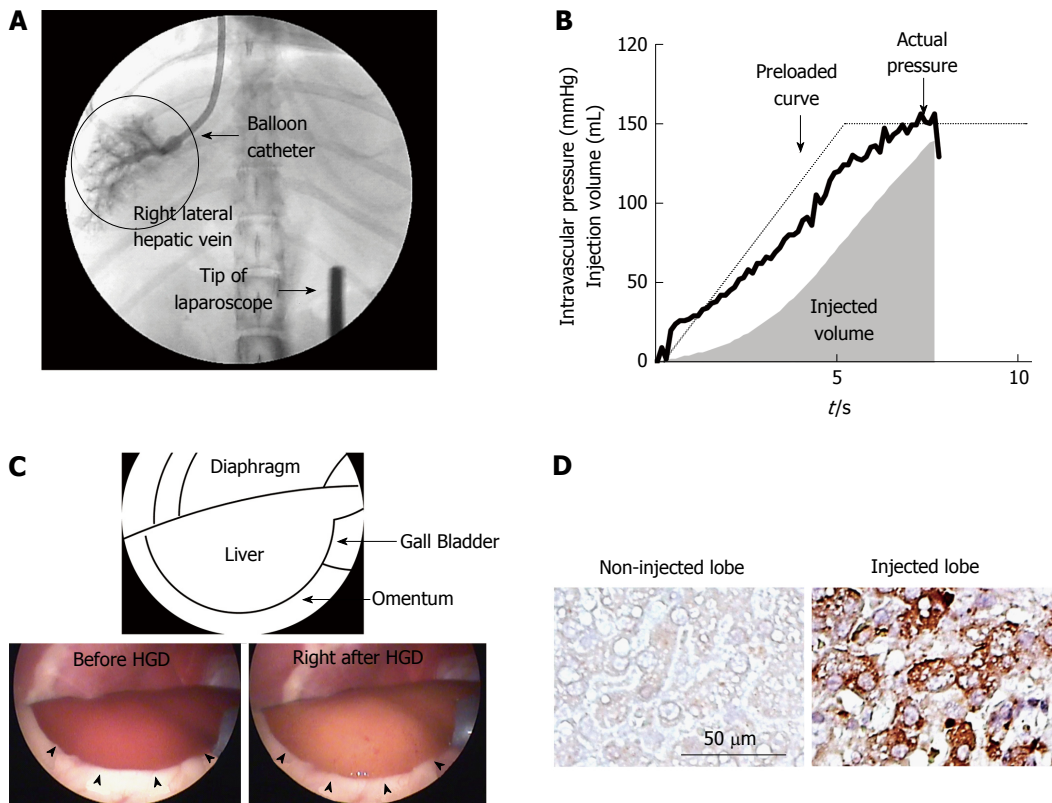 A
Balloon
catheter
Right lateral
hepatic vein
Tip of
laparoscope
B
Intravascular pressure (mmHg)
Injection volume (mL)
120
150
100
50
0
Preloaded
curve
Actual
pressure
Injected
volume
5
10
t/s
C
Diaphragm
Liver
Gall Bladder
Omentum
Before HGD
Right after HGD
D
Non-injected lobe
Injected lobe
50 μm